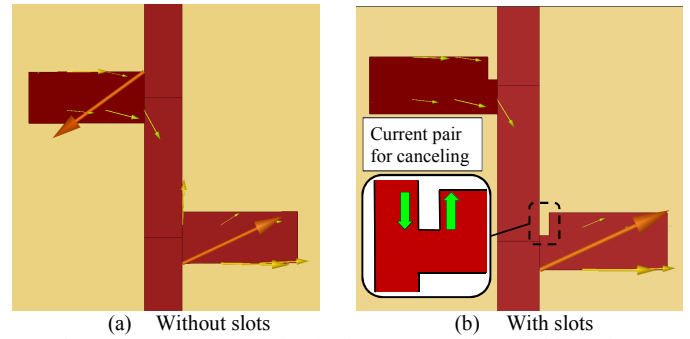 Current pair
for canceling
(a) Without slots
(b) With slots